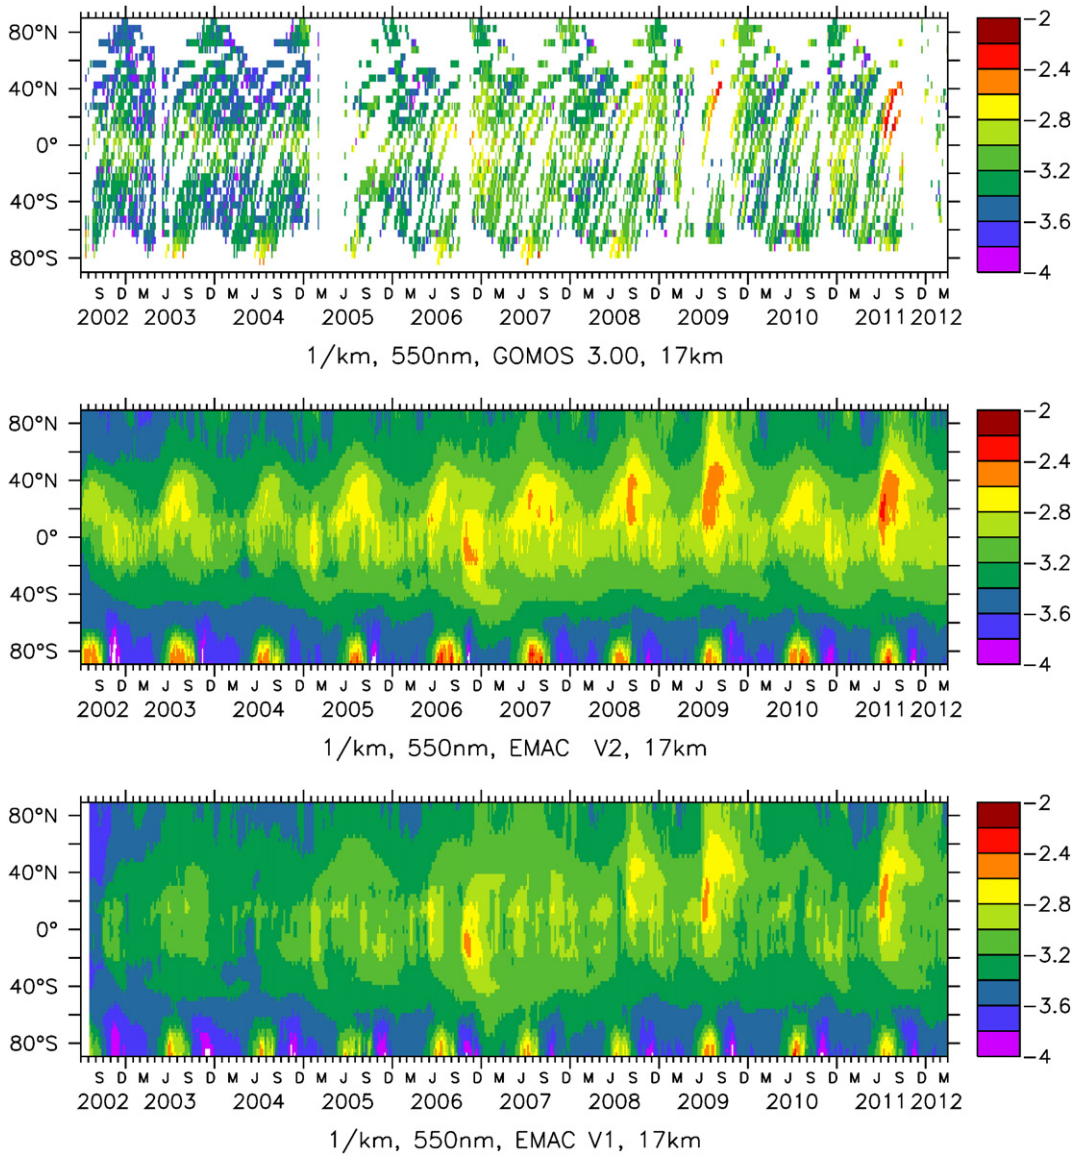 80°N
40°N
0°
40°S
80°S
-2
-2.4
-2.8
-3.2
-3.6
-4
S D M J S D M J S D M J S D M J S D M J S D M J S D M J S D M J S D M J S D M
2002 2003 2004 2005 2006 2007 2008 2009 2010 2011 2012
1/km, 550nm, GOMOS 3.00, 17km
80°N
40°N
0°
40°S
80°S
-2
-2.4
-2.8
-3.2
-3.6
-4
S D M J S D M J S D M J S D M J S D M J S D M J S D M J S D M J S D M J S D M
2002 2003 2004 2005 2006 2007 2008 2009 2010 2011 2012
1/km, 550nm, EMAC V2, 17km
80°N
40°N
0°
40°S
80°S
-2
-2.4
-2.8
-3.2
-3.6
-4
S D M J S D M J S D M J S D M J S D M J S D M J S D M J S D M J S D M J S D M
2002 2003 2004 2005 2006 2007 2008 2009 2010 2011 2012
1/km, 550nm, EMAC V1, 17km